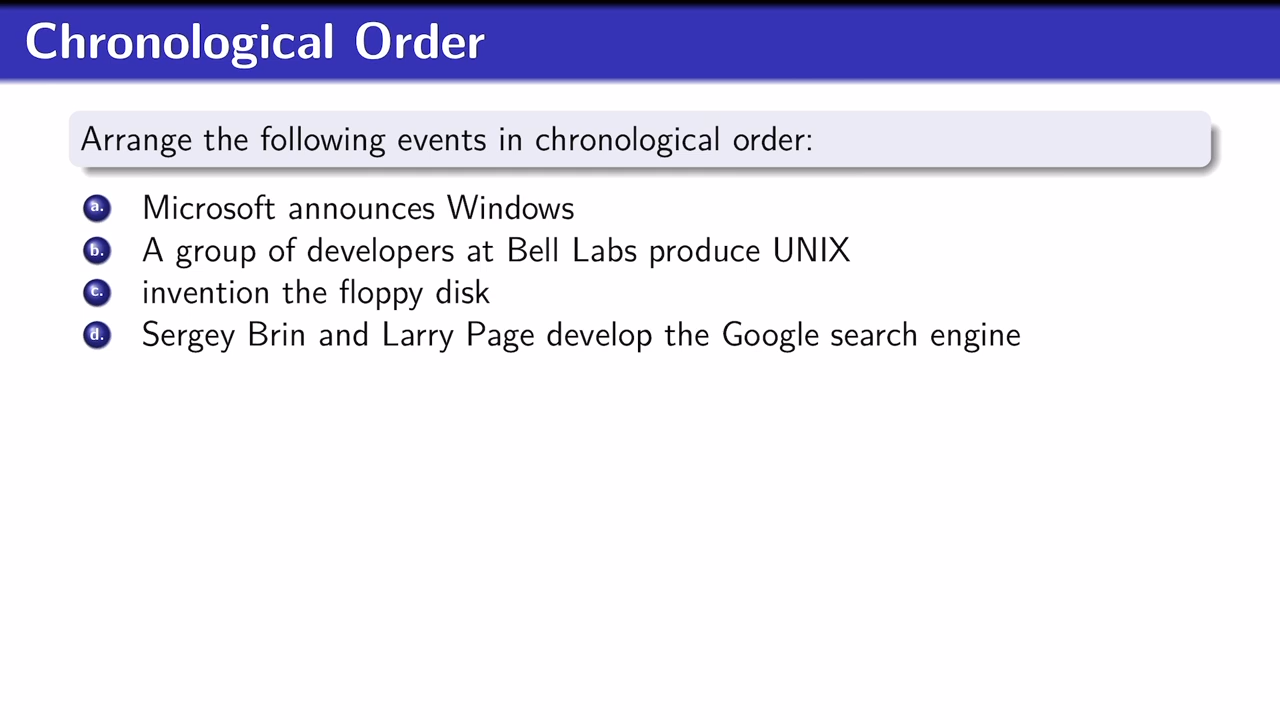 Chronological Order
Arrange the following events in chronological order:
a. Microsoft announces Windows
b. A group of developers at Bell Labs produce UNIX
c. invention the floppy disk
d. Sergey Brin and Larry Page develop the Google search engine